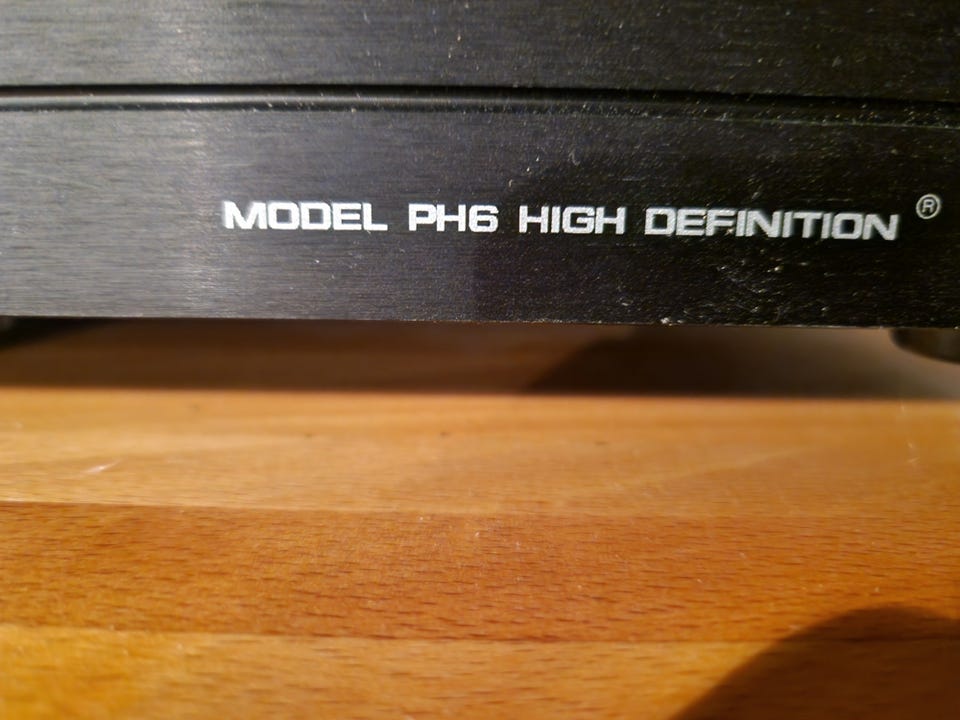 MODEL PH6 HIGH DEFINITION ®